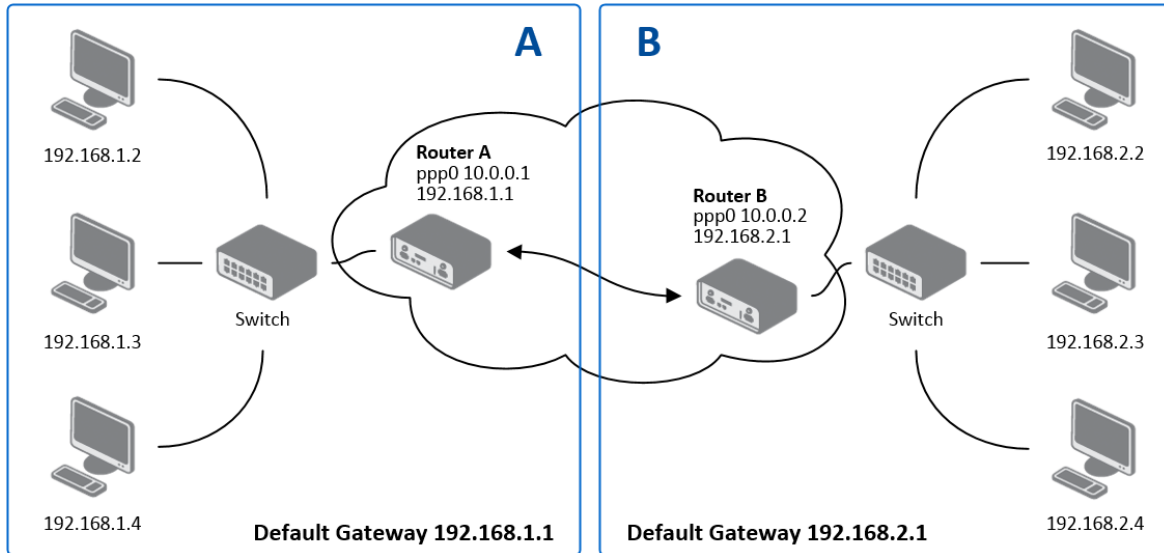 A
B
192.168.1.2
192.168.1.3
192.168.1.4
Switch
Router A
ppp0 10.0.0.1
192.168.1.1
Router B
ppp0 10.0.0.2
192.168.2.1
Switch
192.168.2.2
192.168.2.3
192.168.2.4
Default Gateway 192.168.1.1
Default Gateway 192.168.2.1